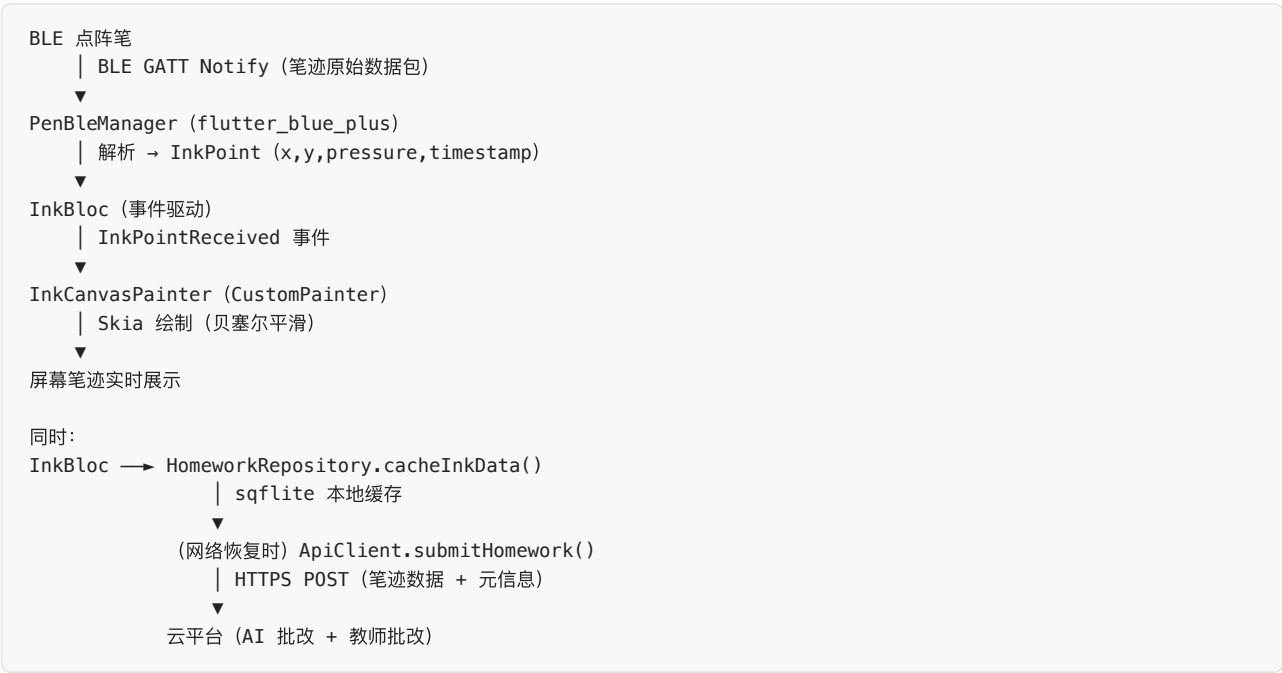 BLE 点阵笔
│ BLE GATT Notify（笔迹原始数据包）
▼
PenBleManager（flutter_blue_plus）
│ 解析 → InkPoint（x,y,pressure,timestamp）
▼
InkBloc（事件驱动）
│ InkPointReceived 事件
▼
InkCanvasPainter（CustomPainter）
│ Skia 绘制（贝塞尔平滑）
▼
屏幕笔迹实时展示
同时：
InkBloc ──► HomeworkRepository.cacheInkData()
│ sqflite 本地缓存
▼
（网络恢复时）ApiClient.submitHomework()
│ HTTPS POST（笔迹数据 + 元信息）
▼
云平台（AI 批改 + 教师批改）